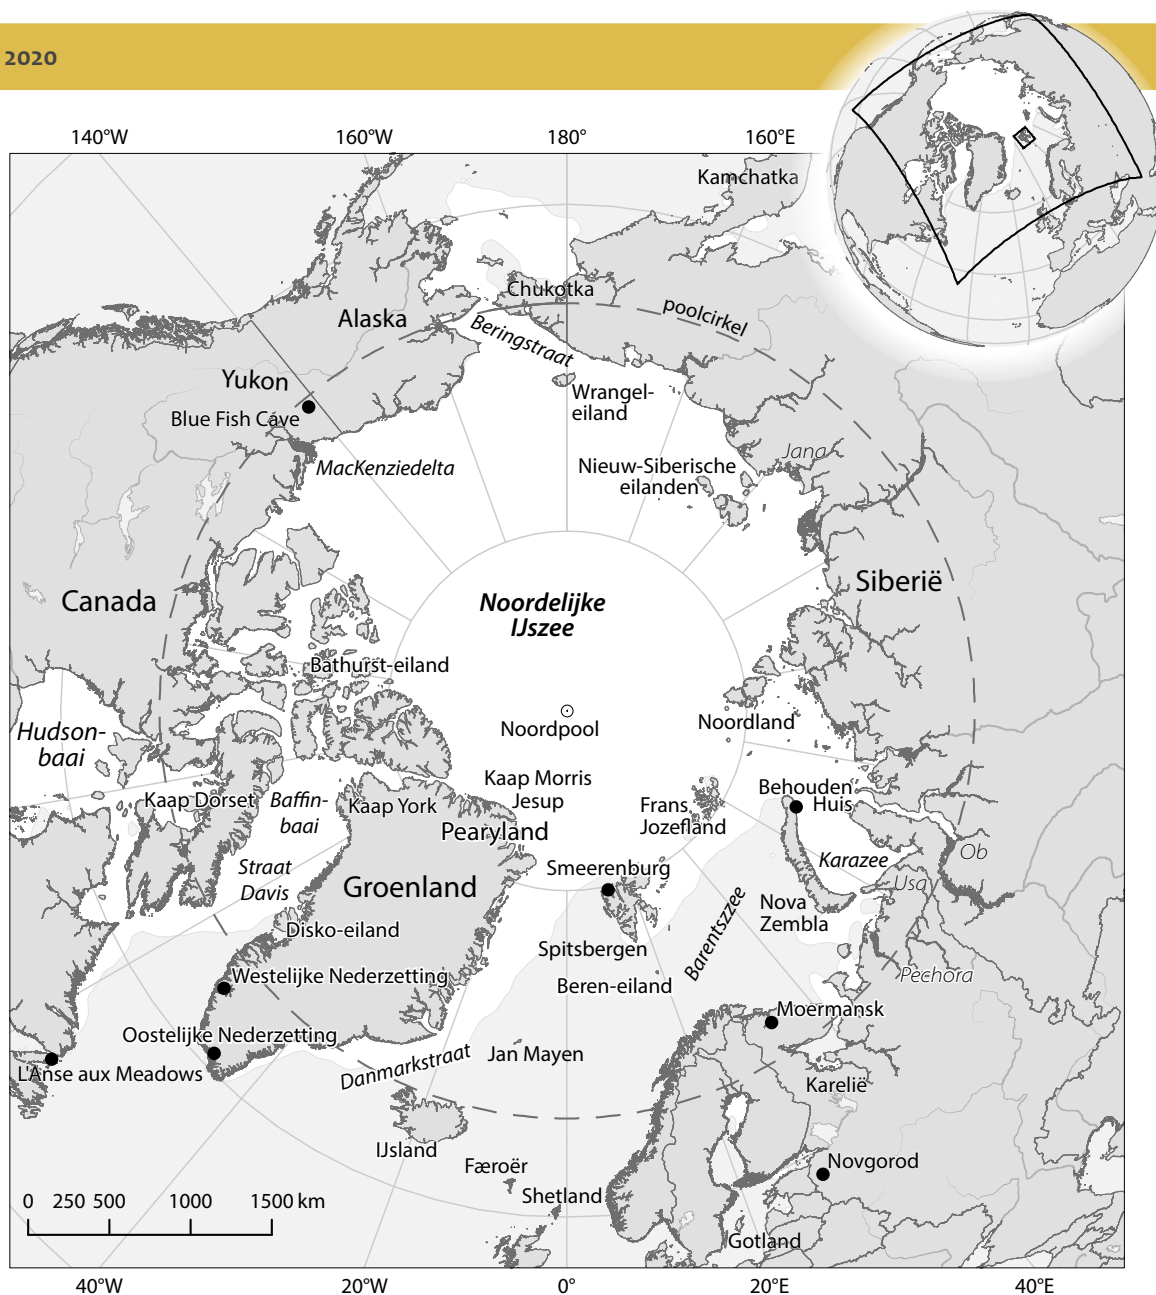 2020
140°W
160°W
180°
160°E
Kamchatka
Chukotka
Alaska
poolcirkel
Beringstraat
Yukon
Wrangel-
eiland
Blue Fish Cave
Jana
MacKenziedelta
Nieuw-Siberische
eilanden
Siberië
Canada
Noordelijke
IJszee
Bathurst-eiland
Hudson-
baai
Noordpool
Noordland
Kaap Morris
Jesup
Behouden
Huis
Kaap Dorset
Baffin-
baai
Kaap York
Frans
Jozefland
Pearyland
Karazee
Ob
Straat
Davis
Smeerenburg
Groenland
Usa
Nova
Zembla
Barentszzee
Disko-eiland
Spitsbergen
Westelijke Nederzetting
Beren-eiland
Pechora
Moermansk
Oostelijke Nederzetting
Jan Mayen
L'Anse aux Meadows
Danmarkstraat
Karelië
IJsland
Færoër
Novgorod
Shetland
0 250 500 1000 1500 km
Gotland
40°W
20°W
0°
20°E
40°E